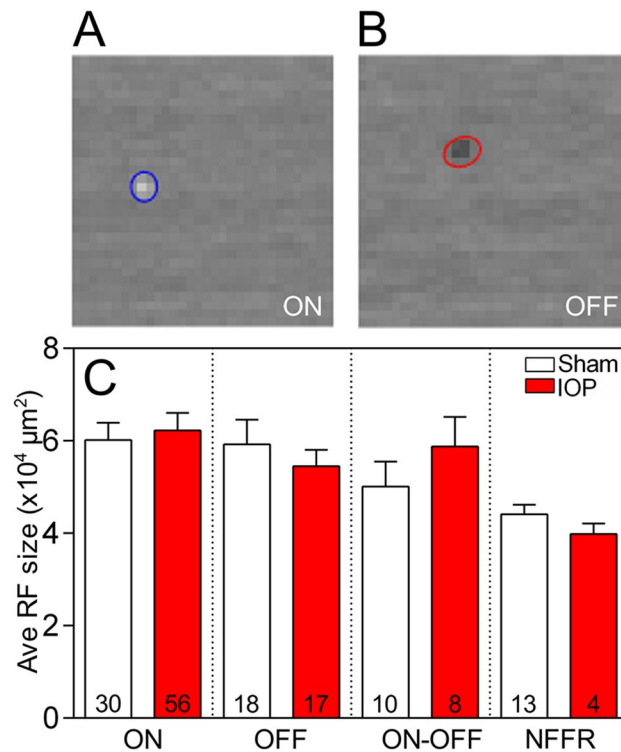 A
B
ON
OFF
C
Sham
IOP
Ave RF size (x10⁴ μm²)
8
6
4
2
0
30
56
18
17
10
8
13
4
ON
OFF
ON-OFF
NFFR